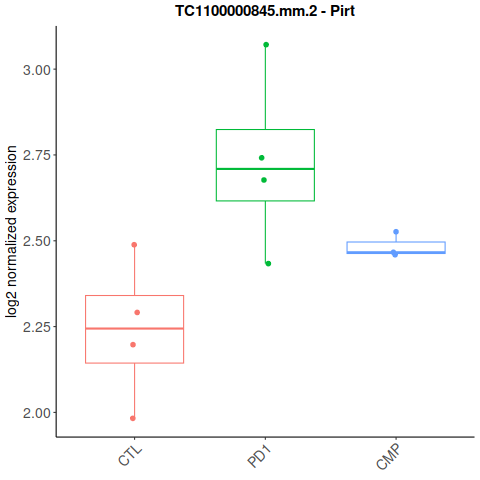 TC1100000845.mm.2 - Pirt
log2 normalized expression
3.00
2.75
2.50
2.25
2.00
CTL
PD1
CMP